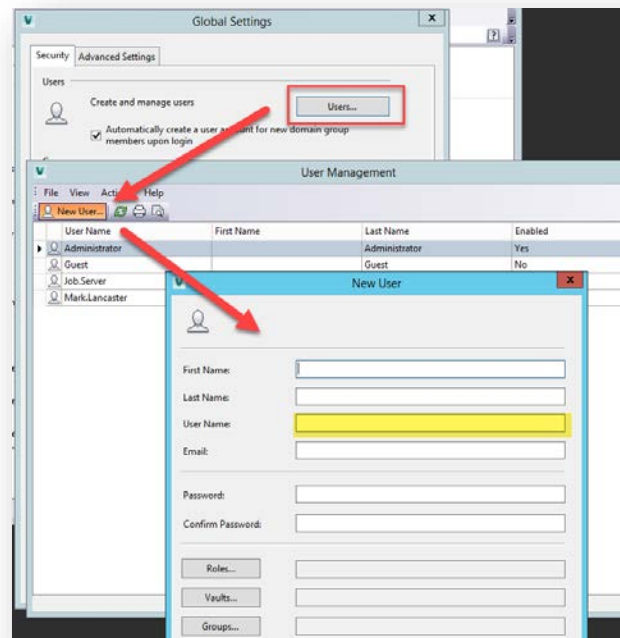 Global Settings
x
Security
Advanced Settings
Users
Create and manage users
Users...
Automatically create a user account for new domain group
members upon login
User Management
File View Actions Help
New User...
User Name First Name Last Name Enabled
Administrator Administrator Yes
Guest Guest No
Job.Server
Mark.Lancaster
New User
x
First Name:
Last Name:
User Name:
Email:
Password:
Confirm Password:
Roles...
Vaults...
Groups...